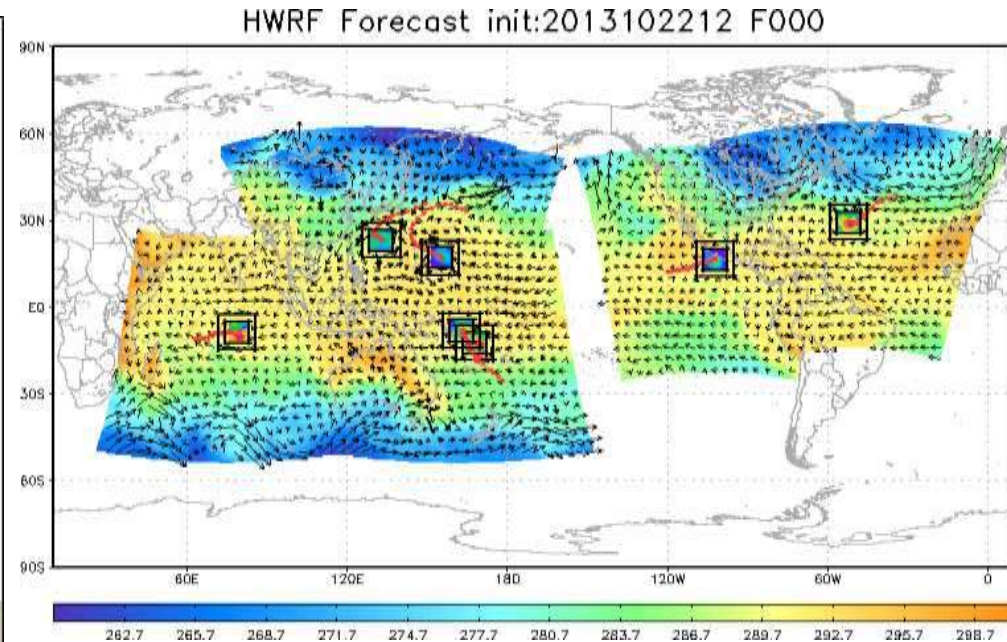 HWRF Forecast init:2013102212 F000
90N
60N
30N
EQ
30S
60S
90S
60E 120E 180 120W 60W 0
262.7 265.7 268.7 271.7 274.7 277.7 280.7 283.7 286.7 289.7 292.7 295.7 298.7